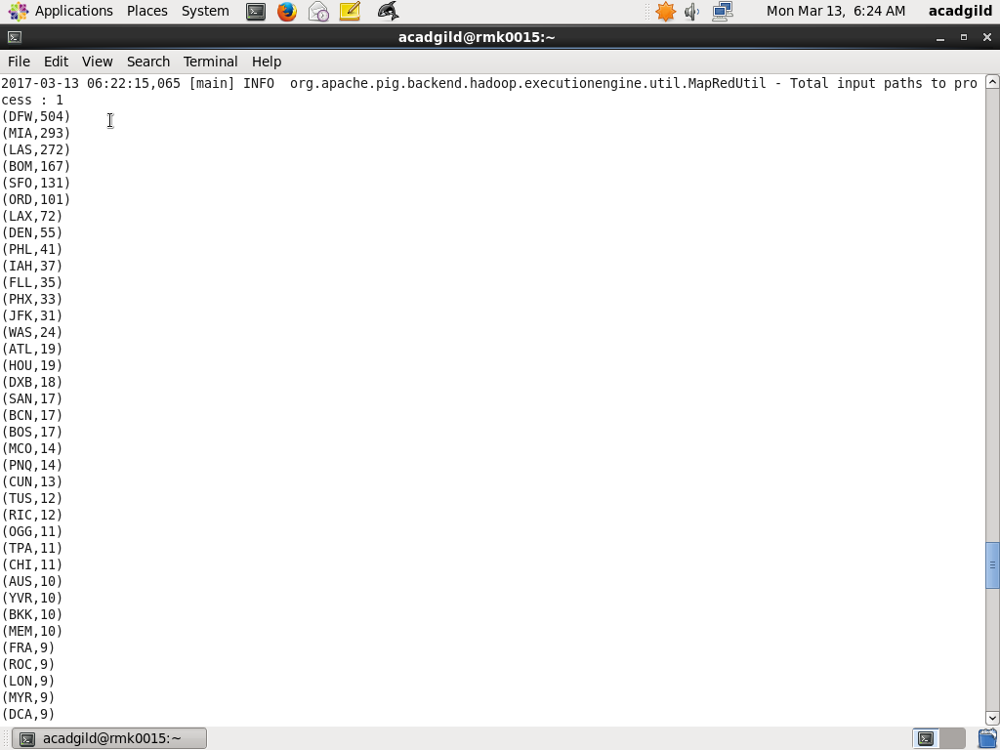 Applications Places System Mon Mar 13, 6:24 AM acadgild
acadgild@rmk0015:~
File Edit View Search Terminal Help
2017-03-13 06:22:15,065 [main] INFO  org.apache.pig.backend.hadoop.executionengine.util.MapRedUtil - Total input paths to pro
cess : 1
(DFW,504)
(MIA,293)
(LAS,272)
(BOM,167)
(SFO,131)
(ORD,101)
(LAX,72)
(DEN,55)
(PHL,41)
(IAH,37)
(FLL,35)
(PHX,33)
(JFK,31)
(WAS,24)
(ATL,19)
(HOU,19)
(DXB,18)
(SAN,17)
(BCN,17)
(BOS,17)
(MCO,14)
(PNQ,14)
(CUN,13)
(TUS,12)
(RIC,12)
(OGG,11)
(TPA,11)
(CHI,11)
(AUS,10)
(YVR,10)
(BKK,10)
(MEM,10)
(FRA,9)
(ROC,9)
(LON,9)
(MYR,9)
(DCA,9)
acadgild@rmk0015:~